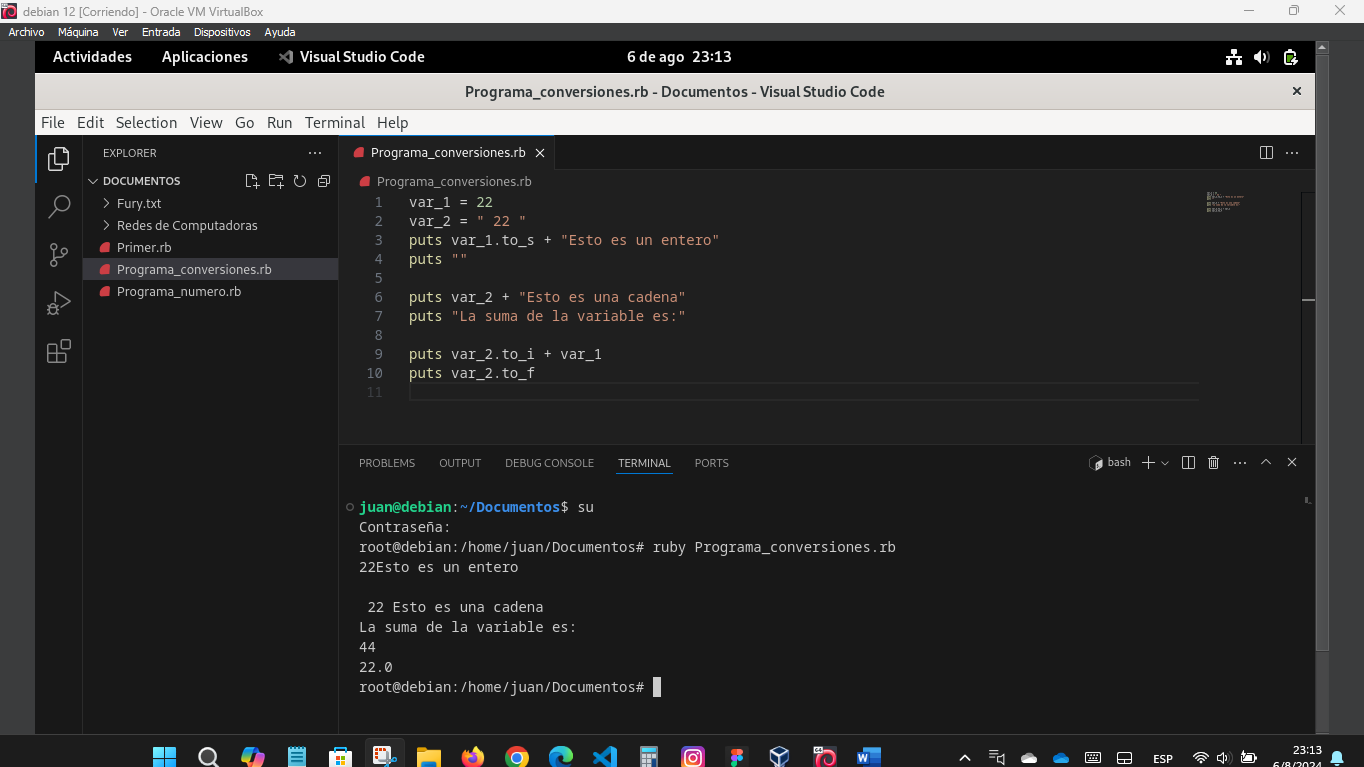 debian 12 [Corriendo] - Oracle VM VirtualBox
Archivo Máquina Ver Entrada Dispositivos Ayuda
Actividades Aplicaciones Visual Studio Code 6 de ago 23:13
Programa_conversiones.rb - Documentos - Visual Studio Code
File Edit Selection View Go Run Terminal Help
EXPLORER
DOCUMENTOS
Fury.txt
Redes de Computadoras
Primer.rb
Programa_conversiones.rb
Programa_numero.rb
Programa_conversiones.rb
Programa_conversiones.rb
1 var_1 = 22
2 var_2 = " 22 "
3 puts var_1.to_s + "Esto es un entero"
4 puts ""
5
6 puts var_2 + "Esto es una cadena"
7 puts "La suma de la variable es:"
8
9 puts var_2.to_i + var_1
10 puts var_2.to_f
11
PROBLEMS OUTPUT DEBUG CONSOLE TERMINAL PORTS bash
juan@debian:~/Documentos$ su
Contraseña:
root@debian:/home/juan/Documentos# ruby Programa_conversiones.rb
22Esto es un entero
22 Esto es una cadena
La suma de la variable es:
44
22.0
root@debian:/home/juan/Documentos#
ESP 23:13
6/8/2024